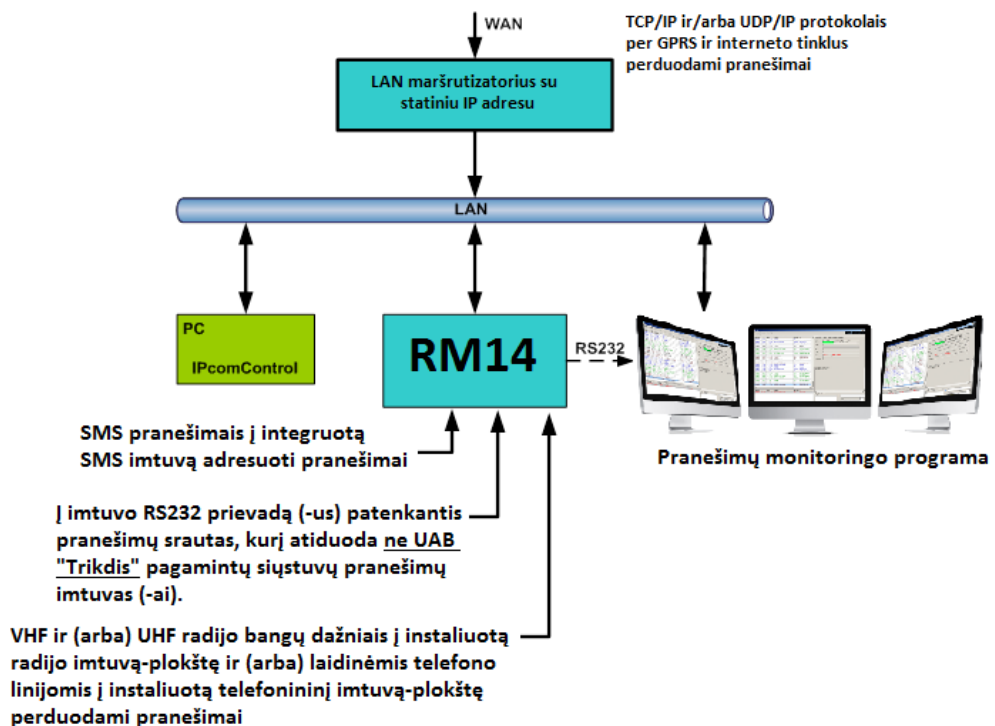 WAN
TCP/IP ir/arba UDP/IP protokolais
per GPRS ir interneto tinklus
perduodami pranešimai
LAN maršrutizatorius su
statiniu IP adresu
LAN
PC
IPcomControl
RM14
RS232
SMS pranešimais į integruotą
SMS imtuvą adresuoti pranešimai
Pranešimų monitoringo programa
Į imtuvo RS232 prievadą (-us) patenkantis
pranešimų srautas, kurį atiduoda ne UAB
"Trikdis" pagamintų siųstuvų pranešimų
imtuvas (-ai).
VHF ir (arba) UHF radijo bangų dažniais į instaliuotą
radijo imtuvą-plokštę ir (arba) laidinėmis telefono
linijomis į instaliuotą telefonininį imtuvą-plokštę
perduodami pranešimai